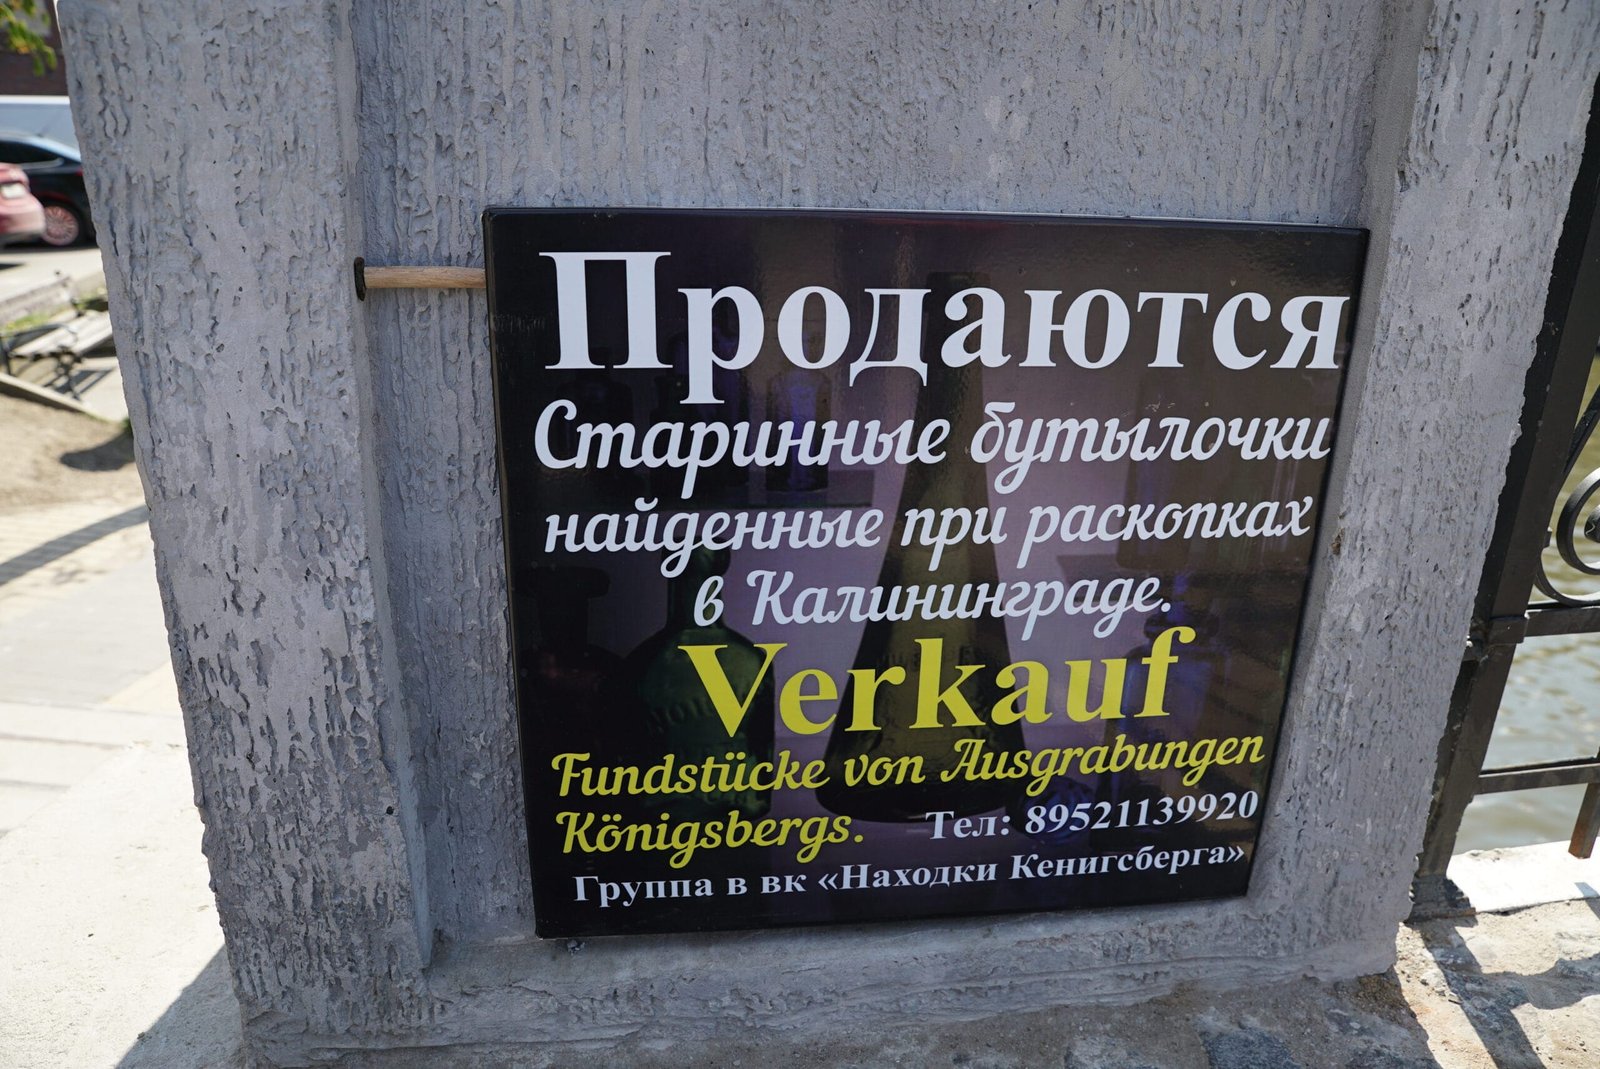 Продаются
Старинные бутылочки
найденные при раскопках
в Калининграде.
Verkauf
Fundstücke von Ausgrabungen
Königsbergs.
Тел: 89521139920
Группа в вк «Находки Кенигсберга»